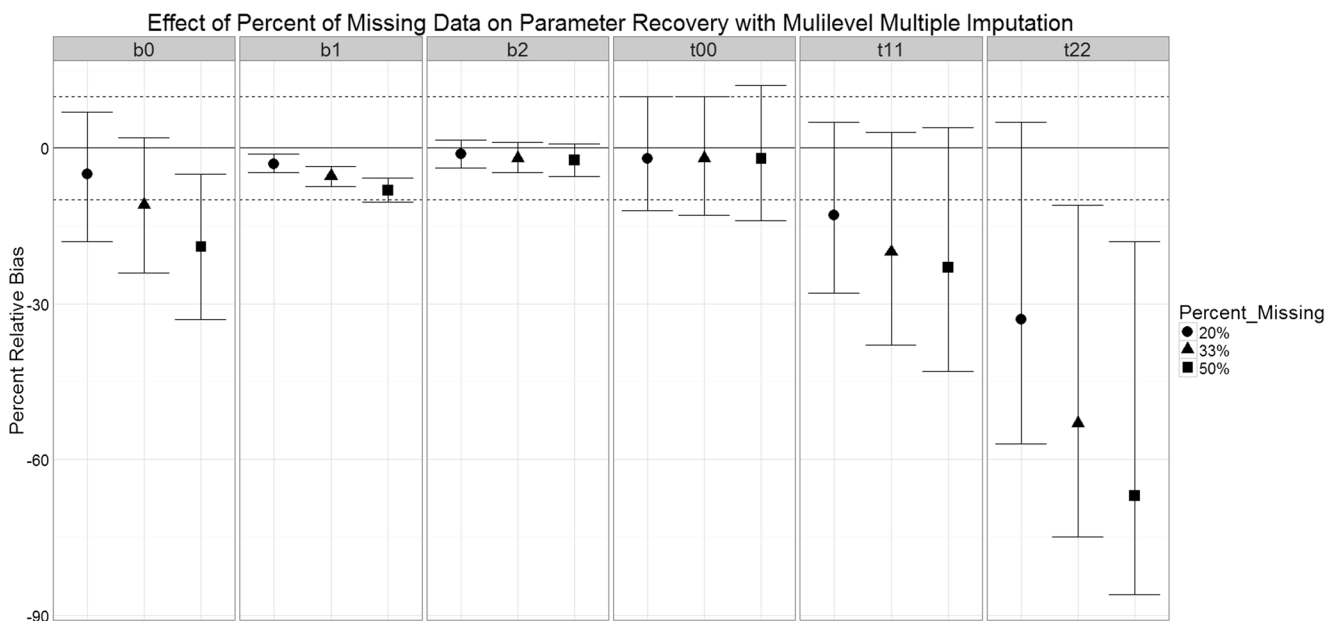 Effect of Percent of Missing Data on Parameter Recovery with Mulilevel Multiple Imputation
b0 b1 b2 t00 t11 t22
Percent Relative Bias
0
-30
-60
-90
Percent_Missing
20%
33%
50%